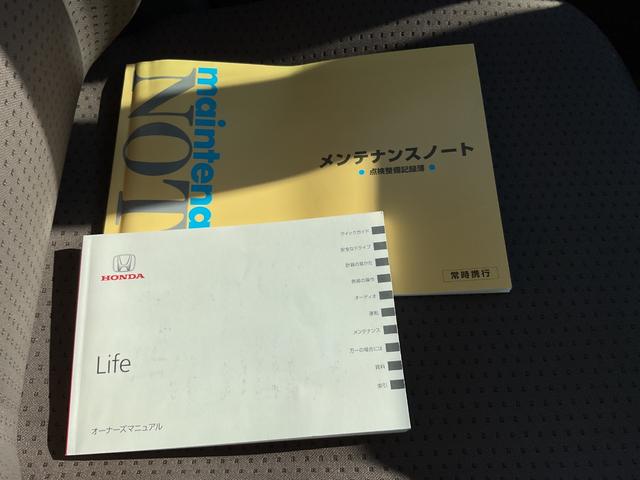 maintena
NOT
メンテナンスノート
点検整備記録簿
常時携行
HONDA
Life
オーナーズマニュアル
クイックガイド
安全なドライブ
計器の見かた
各部の操作
オーディオ
運転
メンテナンス
万一の場合には
資料
索引